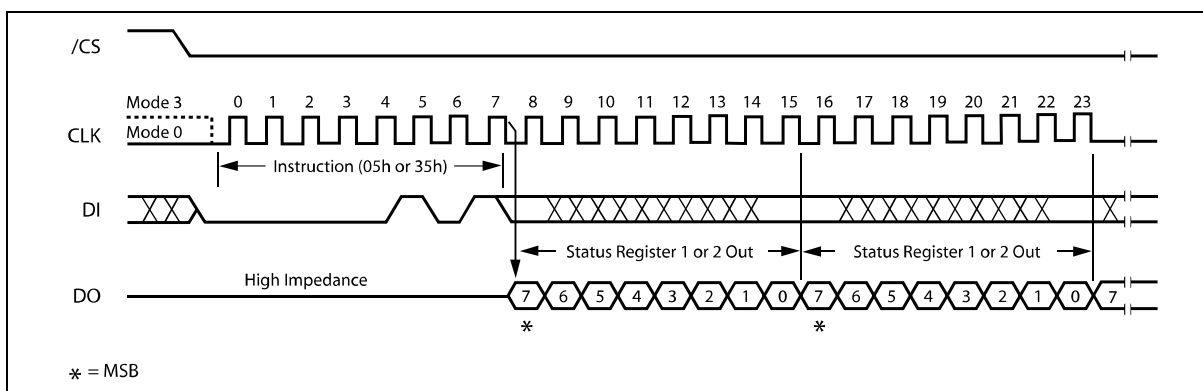 /CS
Mode 3
0 1 2 3 4 5 6 7 8 9 10 11 12 13 14 15 16 17 18 19 20 21 22 23
CLK
Mode 0
Instruction (05h or 35h)
DI
Status Register 1 or 2 Out
Status Register 1 or 2 Out
High Impedance
DO
7 6 5 4 3 2 1 0 7 6 5 4 3 2 1 0 7
* *
* = MSB